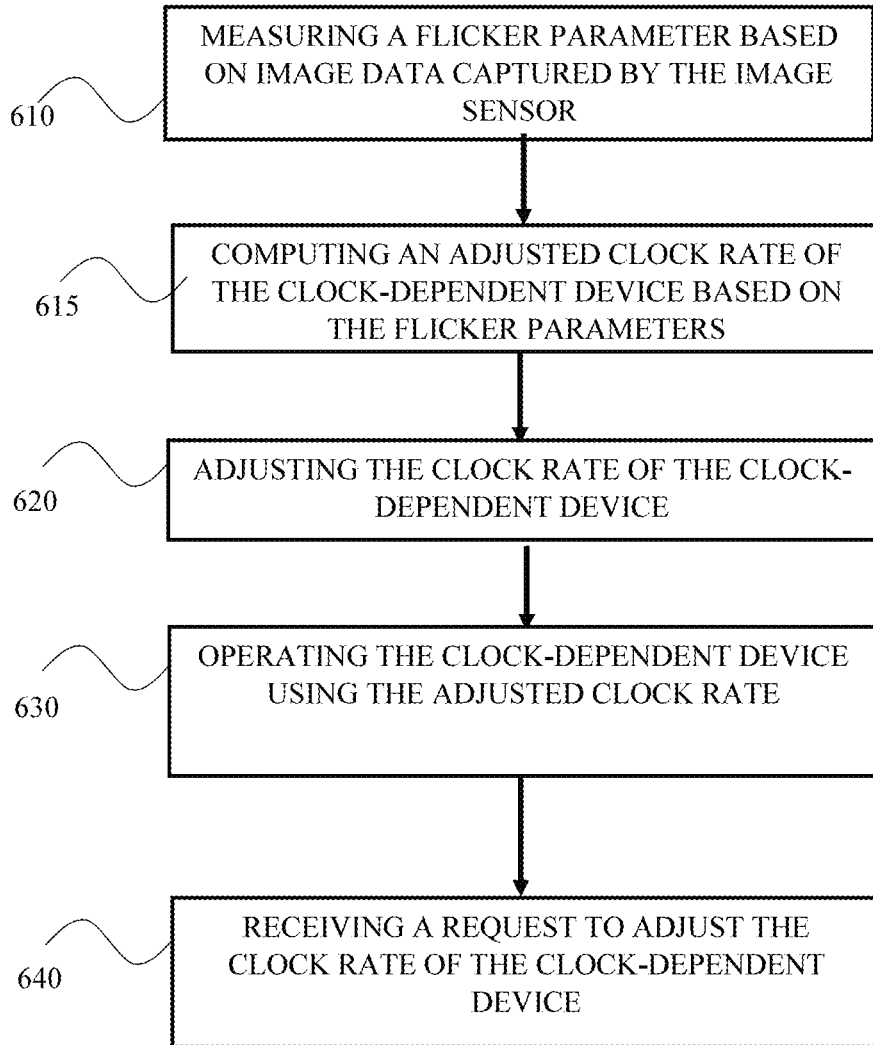 MEASURING A FLICKER PARAMETER BASED
ON IMAGE DATA CAPTURED BY THE IMAGE
SENSOR
610
COMPUTING AN ADJUSTED CLOCK RATE OF
THE CLOCK-DEPENDENT DEVICE BASED ON
THE FLICKER PARAMETERS
615
ADJUSTING THE CLOCK RATE OF THE CLOCK-
DEPENDENT DEVICE
620
OPERATING THE CLOCK-DEPENDENT DEVICE
USING THE ADJUSTED CLOCK RATE
630
RECEIVING A REQUEST TO ADJUST THE
CLOCK RATE OF THE CLOCK-DEPENDENT
DEVICE
640